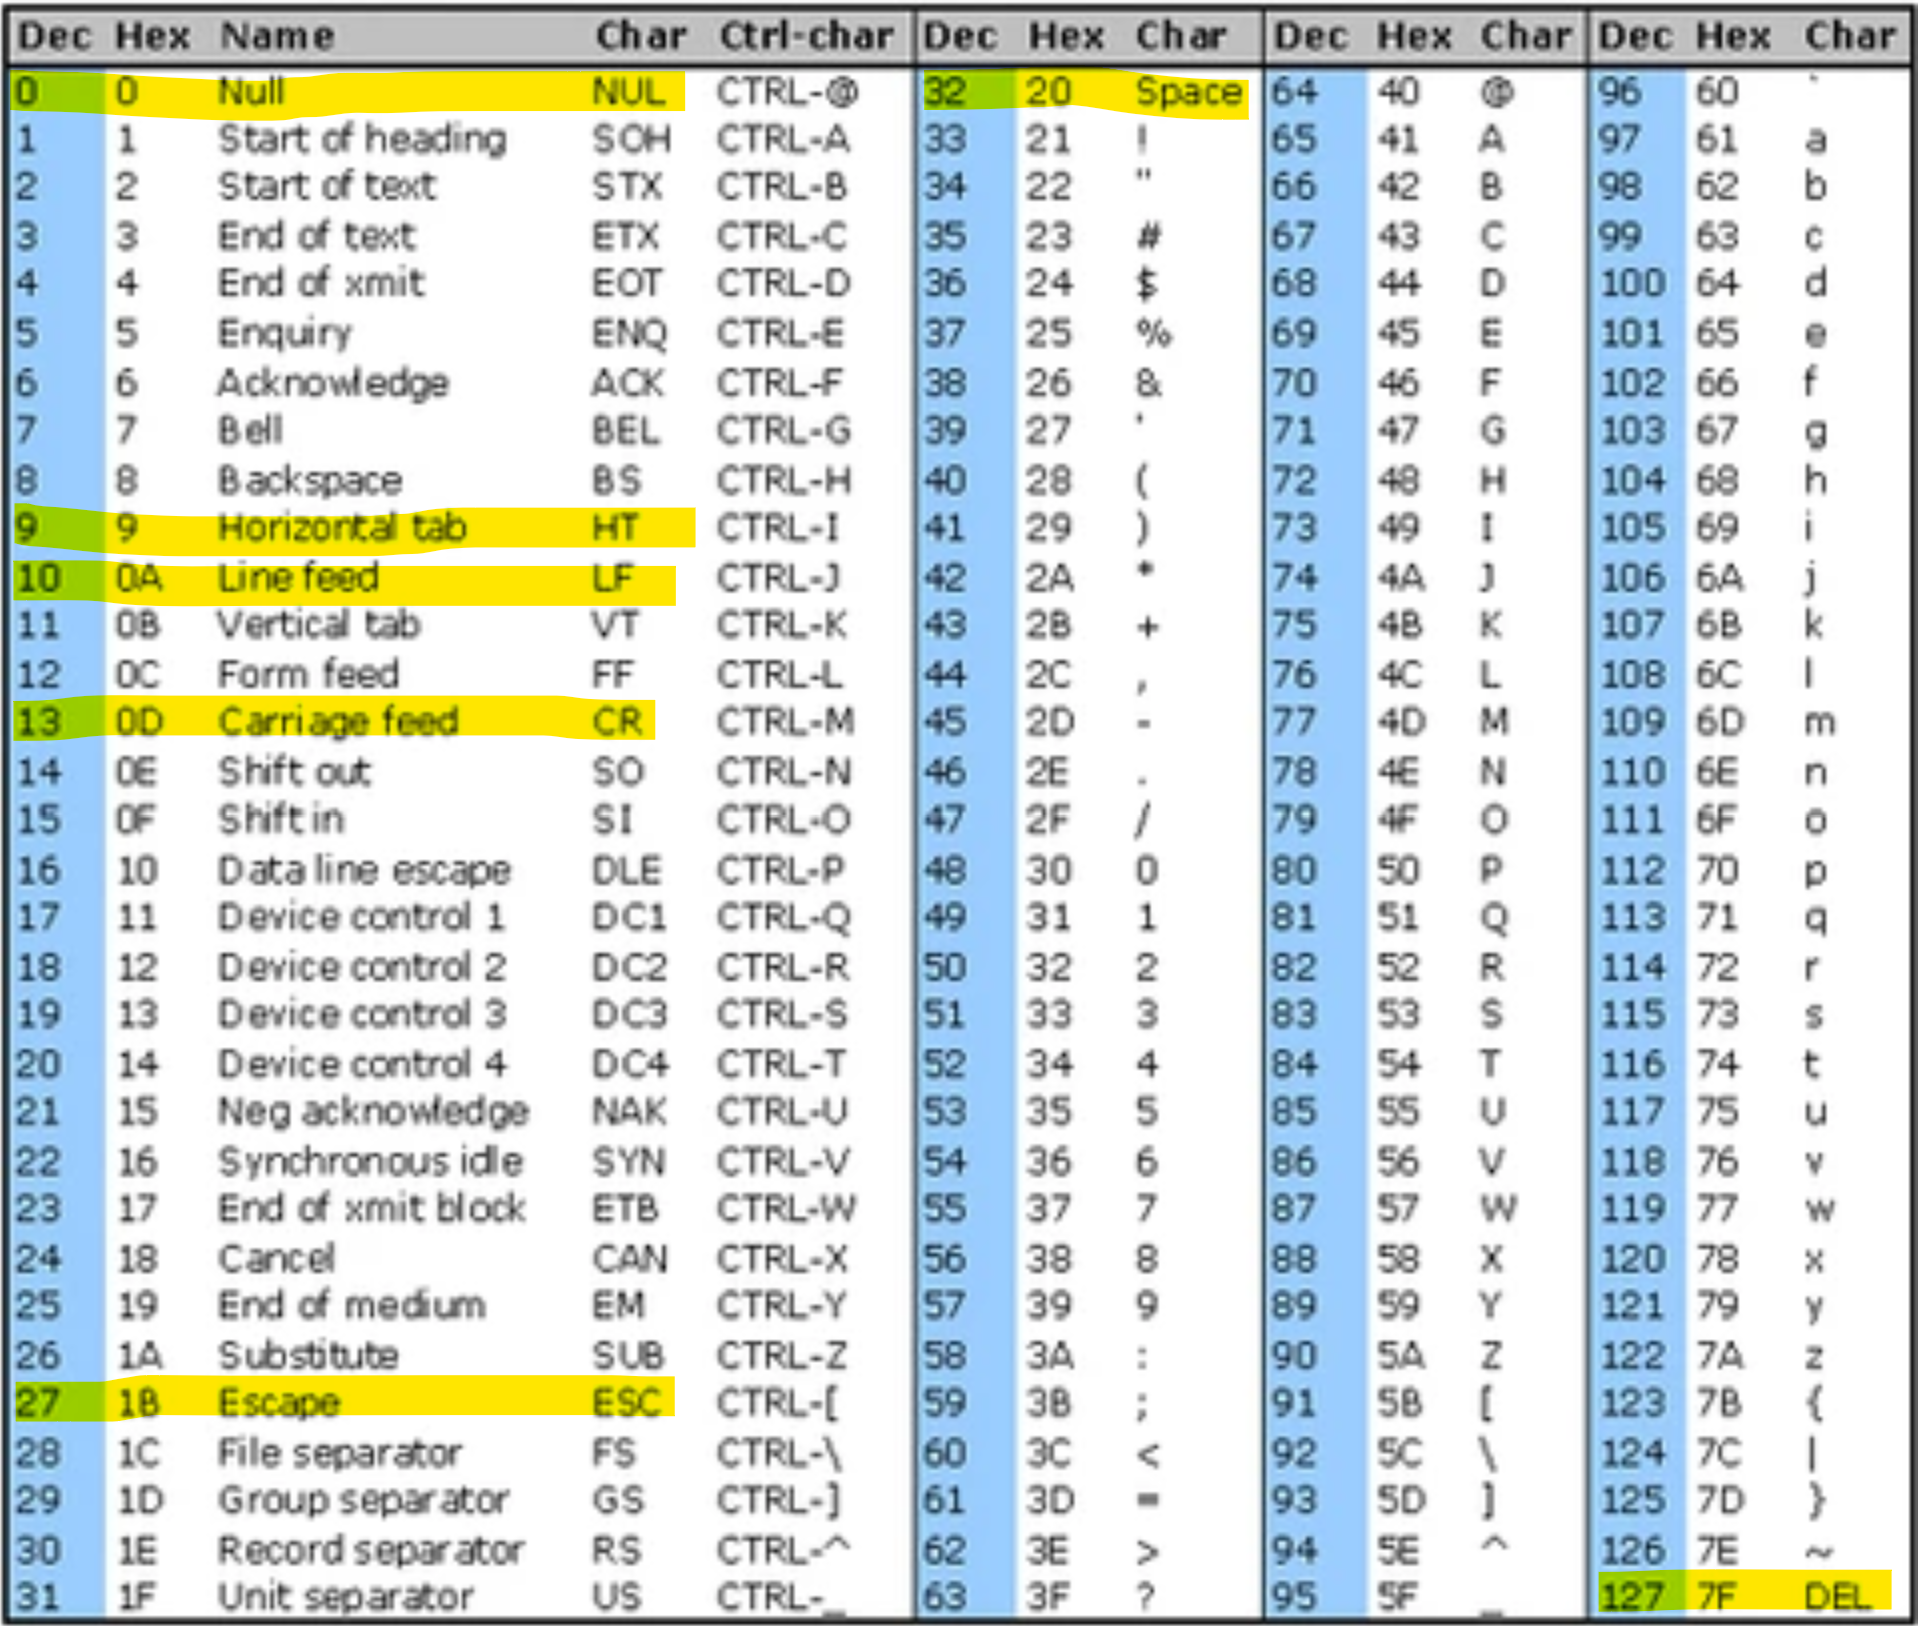 Dec Hex Name Char Ctrl-char Dec Hex Char Dec Hex Char Dec Hex Char
0 0 Null NUL CTRL-@ 32 20 Space 64 40 @ 96 60 `
1 1 Start of heading SOH CTRL-A 33 21 ! 65 41 A 97 61 a
2 2 Start of text STX CTRL-B 34 22 " 66 42 B 98 62 b
3 3 End of text ETX CTRL-C 35 23 # 67 43 C 99 63 c
4 4 End of xmit EOT CTRL-D 36 24 $ 68 44 D 100 64 d
5 5 Enquiry ENQ CTRL-E 37 25 % 69 45 E 101 65 e
6 6 Acknowledge ACK CTRL-F 38 26 & 70 46 F 102 66 f
7 7 Bell BEL CTRL-G 39 27 ' 71 47 G 103 67 g
8 8 Backspace BS CTRL-H 40 28 ( 72 48 H 104 68 h
9 9 Horizontal tab HT CTRL-I 41 29 ) 73 49 I 105 69 i
10 0A Line feed LF CTRL-J 42 2A * 74 4A J 106 6A j
11 0B Vertical tab VT CTRL-K 43 2B + 75 4B K 107 6B k
12 0C Form feed FF CTRL-L 44 2C , 76 4C L 108 6C l
13 0D Carriage feed CR CTRL-M 45 2D - 77 4D M 109 6D m
14 0E Shift out SO CTRL-N 46 2E . 78 4E N 110 6E n
15 0F Shift in SI CTRL-O 47 2F / 79 4F O 111 6F o
16 10 Data line escape DLE CTRL-P 48 30 0 80 50 P 112 70 p
17 11 Device control 1 DC1 CTRL-Q 49 31 1 81 51 Q 113 71 q
18 12 Device control 2 DC2 CTRL-R 50 32 2 82 52 R 114 72 r
19 13 Device control 3 DC3 CTRL-S 51 33 3 83 53 S 115 73 s
20 14 Device control 4 DC4 CTRL-T 52 34 4 84 54 T 116 74 t
21 15 Neg acknowledge NAK CTRL-U 53 35 5 85 55 U 117 75 u
22 16 Synchronous idle SYN CTRL-V 54 36 6 86 56 V 118 76 v
23 17 End of xmit block ETB CTRL-W 55 37 7 87 57 W 119 77 w
24 18 Cancel CAN CTRL-X 56 38 8 88 58 X 120 78 x
25 19 End of medium EM CTRL-Y 57 39 9 89 59 Y 121 79 y
26 1A Substitute SUB CTRL-Z 58 3A : 90 5A Z 122 7A z
27 1B Escape ESC CTRL-[ 59 3B ; 91 5B [ 123 7B {
28 1C File separator FS CTRL-\ 60 3C < 92 5C \ 124 7C |
29 1D Group separator GS CTRL-] 61 3D = 93 5D ] 125 7D }
30 1E Record separator RS CTRL-^ 62 3E > 94 5E ^ 126 7E ~
31 1F Unit separator US CTRL-_ 63 3F ? 95 5F _ 127 7F DEL